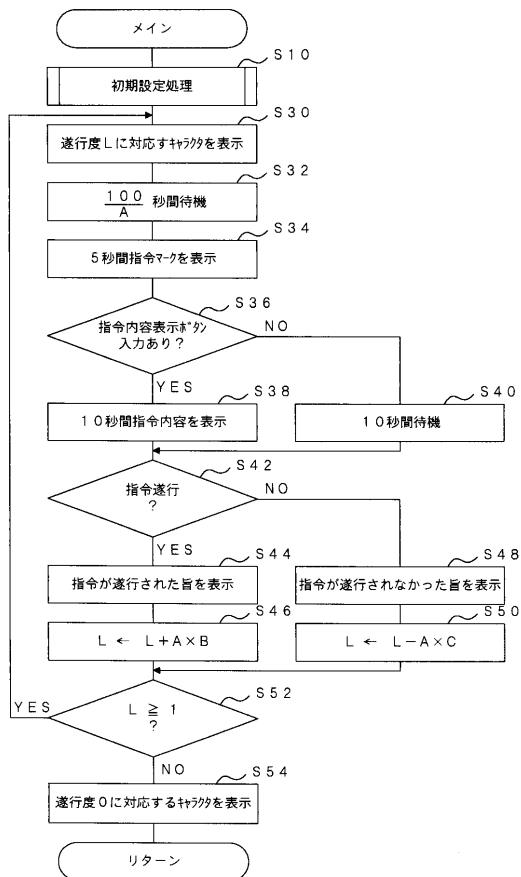 メイン
S10
初期設定処理
S30
遂行度Lに対応すキャラクタを表示
S32
100
A
秒間待機
S34
5秒間指令マークを表示
S36
指令内容表示ボタン
入力あり?
NO
YES
S38
10秒間指令内容を表示
S40
10秒間待機
S42
指令遂行
?
NO
YES
S44
指令が遂行された旨を表示
S48
指令が遂行されなかった旨を表示
S46
L ← L+A×B
S50
L ← L-A×C
S52
YES
L ≧ 1
?
NO
S54
遂行度0に対応するキャラクタを表示
リターン